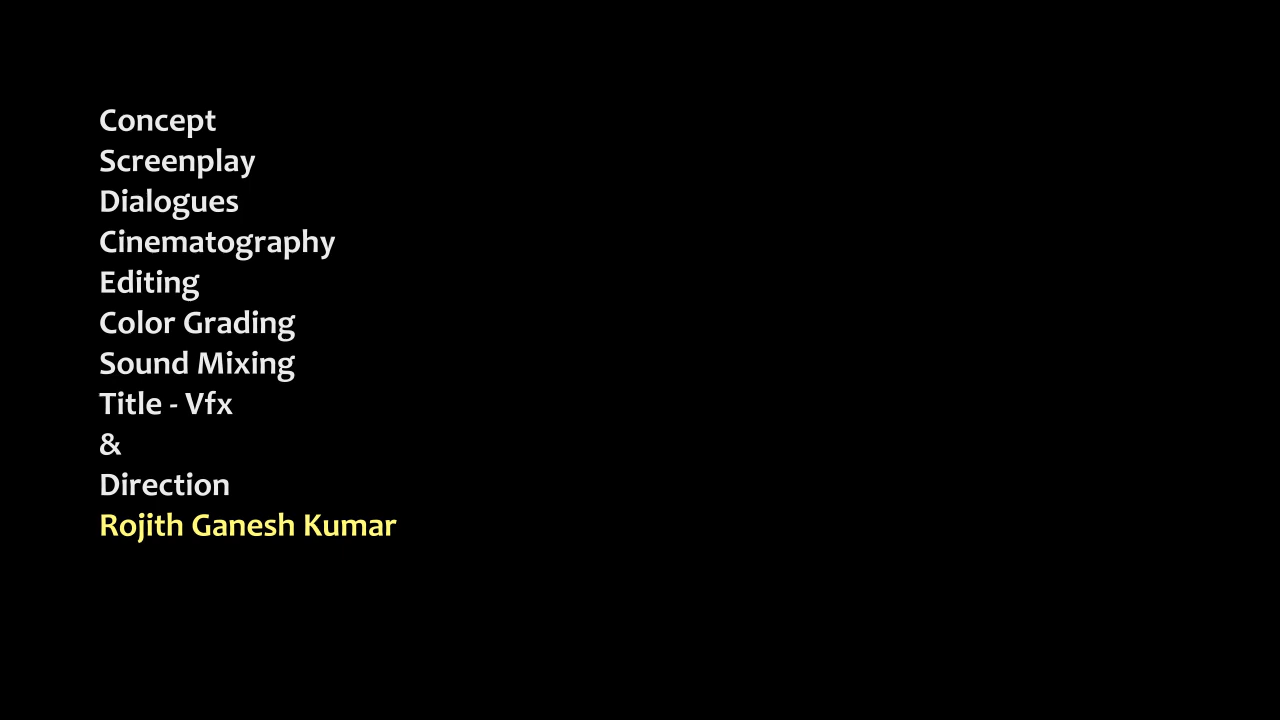 Concept
Screenplay
Dialogues
Cinematography
Editing
Color Grading
Sound Mixing
Title - Vfx
&
Direction
Rojith Ganesh Kumar